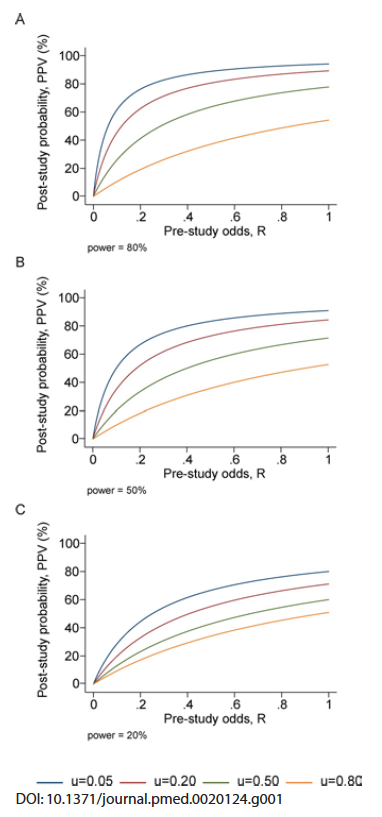 A
Post-study probability, PPV (%)
100
80
60
40
20
0
0 .2 .4 .6 .8 1
Pre-study odds, R
power = 80%
B
Post-study probability, PPV (%)
100
80
60
40
20
0
0 .2 .4 .6 .8 1
Pre-study odds, R
power = 50%
C
Post-study probability, PPV (%)
100
80
60
40
20
0
0 .2 .4 .6 .8 1
Pre-study odds, R
power = 20%
u=0.05 u=0.20 u=0.50 u=0.80
DOI: 10.1371/journal.pmed.0020124.g001